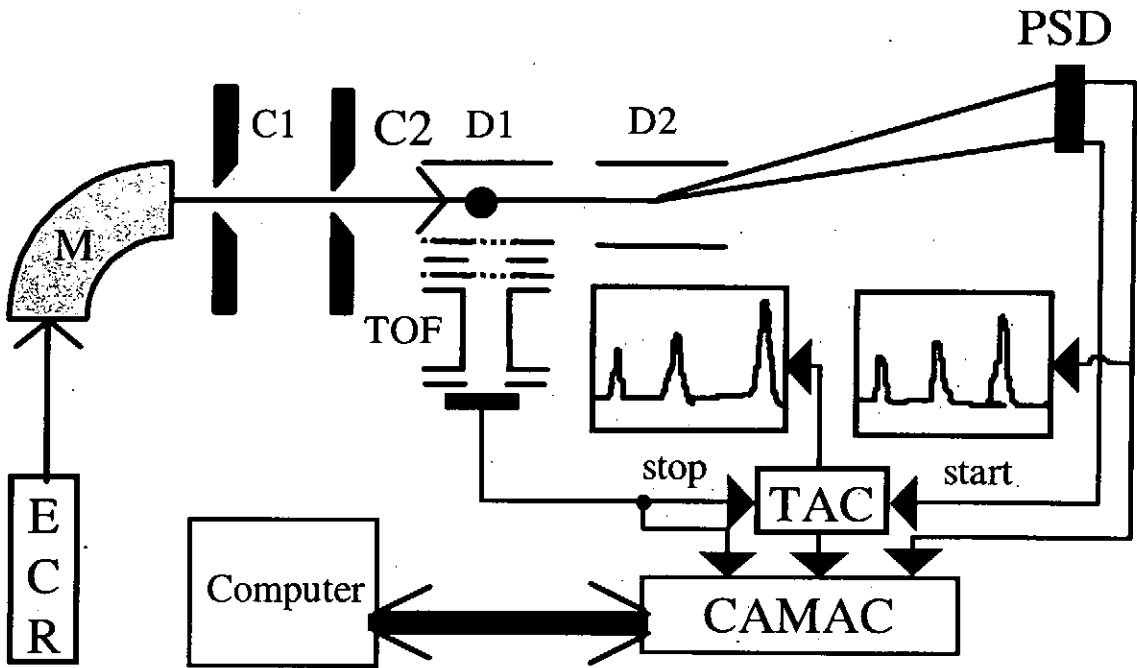 PSD
C1
C2
D1
D2
M
TOF
stop
start
TAC
E
C
R
Computer
CAMAC